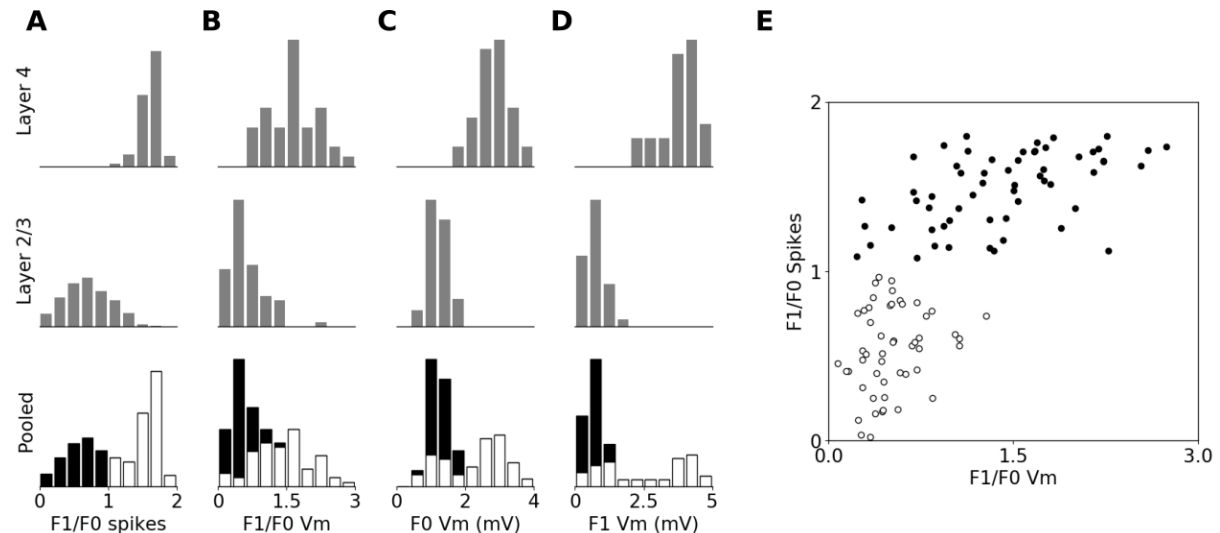 A B C D E
Layer 4
Layer 2/3
Pooled
0 1 2
F1/F0 spikes
0 1.5 3
F1/F0 Vm
0 2 4
F0 Vm (mV)
0 2.5 5
F1 Vm (mV)
2
1
0
F1/F0 Spikes
0.0 1.5 3.0
F1/F0 Vm